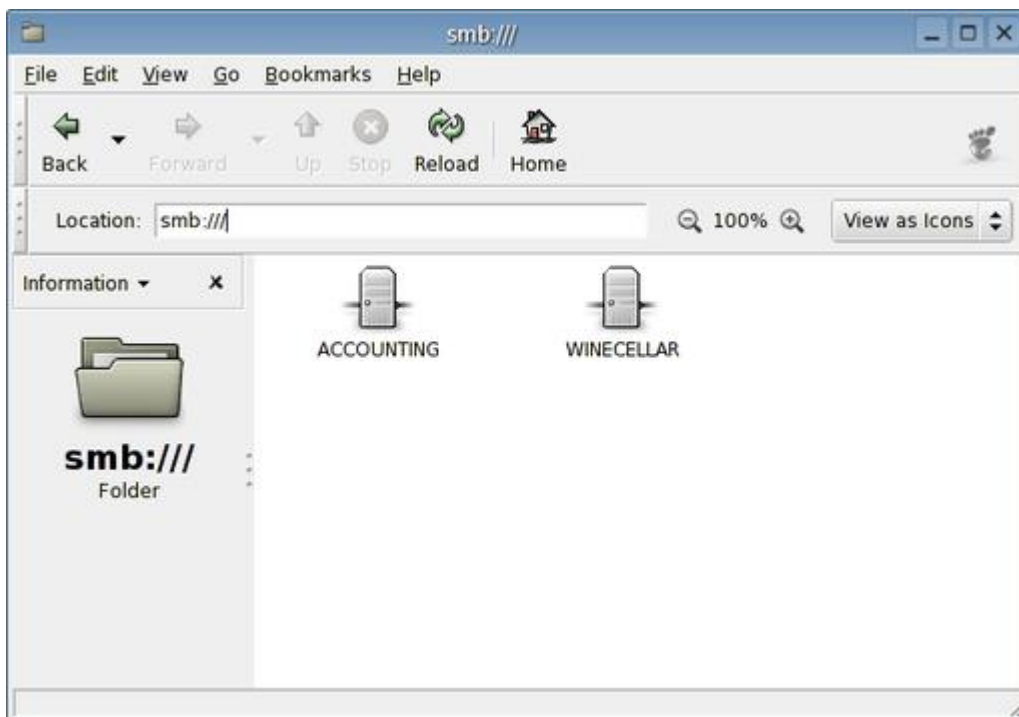 smb:///
File Edit View Go Bookmarks Help
Back Forward Up Stop Reload Home
Location: smb:/// 100% View as Icons
Information
ACCOUNTING WINECELLAR
smb:///
Folder